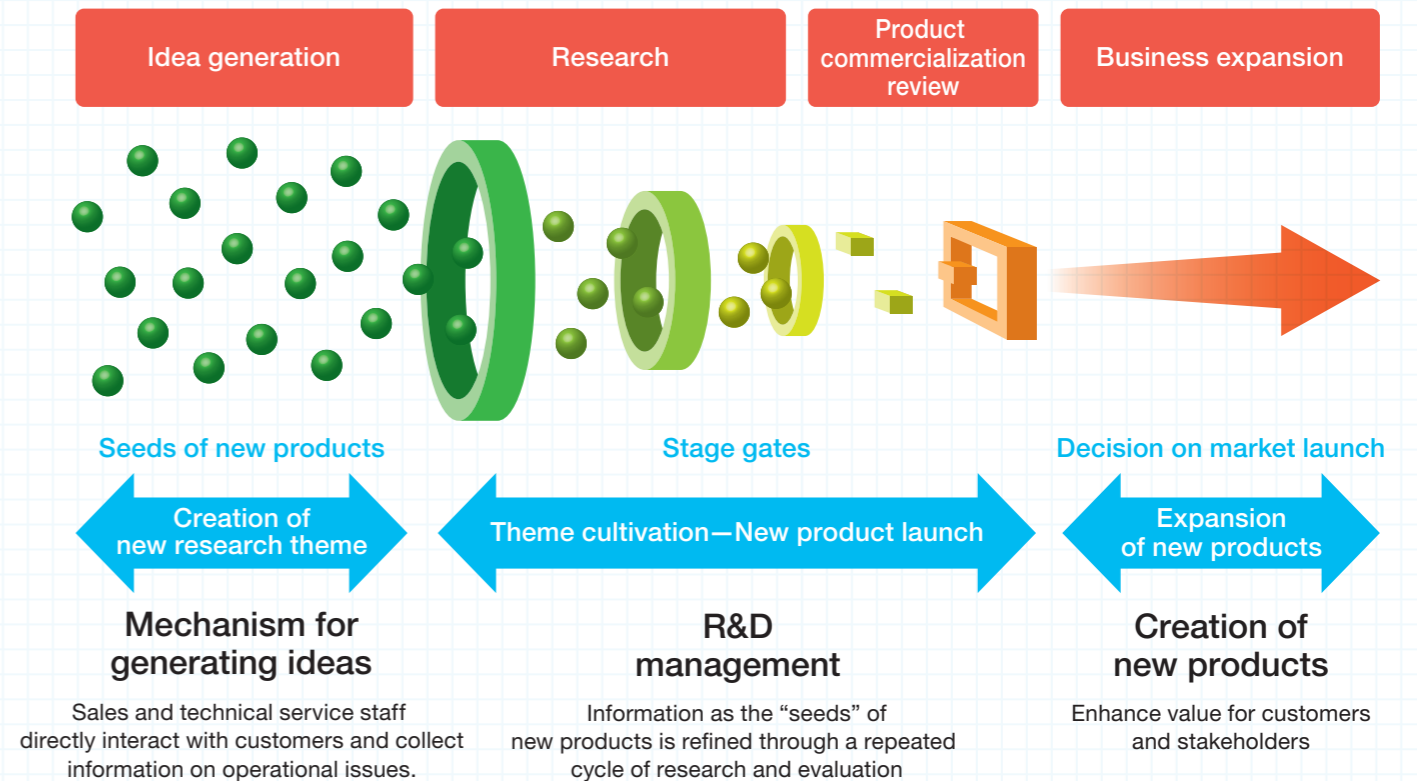 Idea generation
Research
Product
commercialization
review
Business expansion
Seeds of new products
Stage gates
Decision on market launch
Creation of
new research theme
Theme cultivation—New product launch
Expansion
of new products
Mechanism for
generating ideas
R&D
management
Creation of
new products
Sales and technical service staff
directly interact with customers and collect
information on operational issues.
Information as the “seeds” of
new products is refined through a repeated
cycle of research and evaluation
Enhance value for customers
and stakeholders